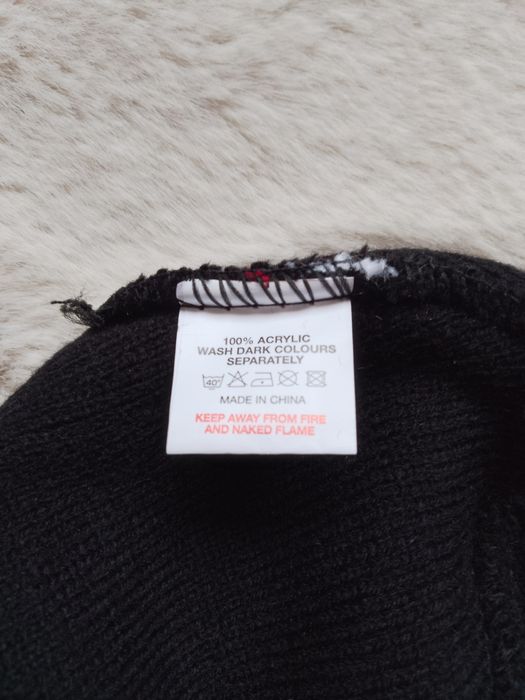 100% ACRYLIC
WASH DARK COLOURS
SEPARATELY
40°
MADE IN CHINA
KEEP AWAY FROM FIRE
AND NAKED FLAME